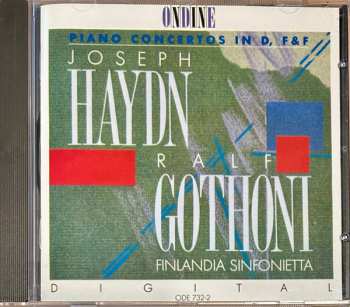 ONDINE
PIANO CONCERTOS IN D, F&F
JOSEPH
HAYDN
RALF
GOTHONI
FINLANDIA SINFONIETTA
DIGITAL
ODE 732-2